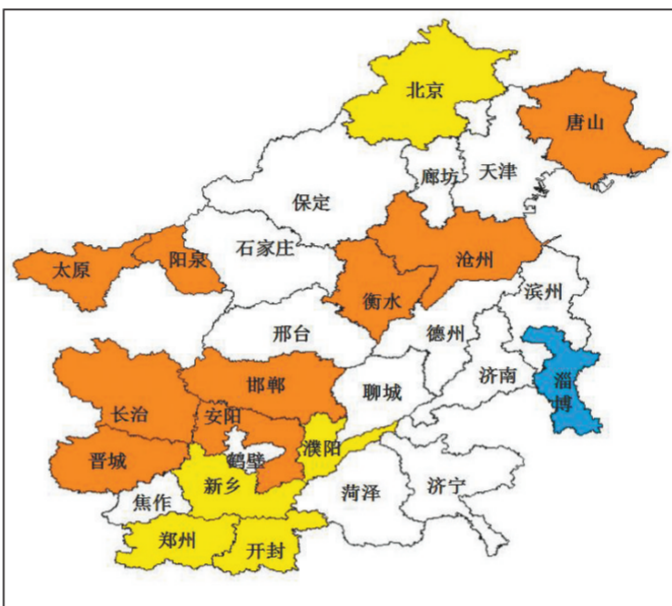 北京
唐山
天津
廊坊
保定
石家庄
沧州
阳泉
太原
衡水
滨州
邢台
德州
济南
淄
博
邯郸
聊城
长治
安阳
濮阳
鹤壁
晋城
新乡
菏泽
济宁
焦作
郑州
开封